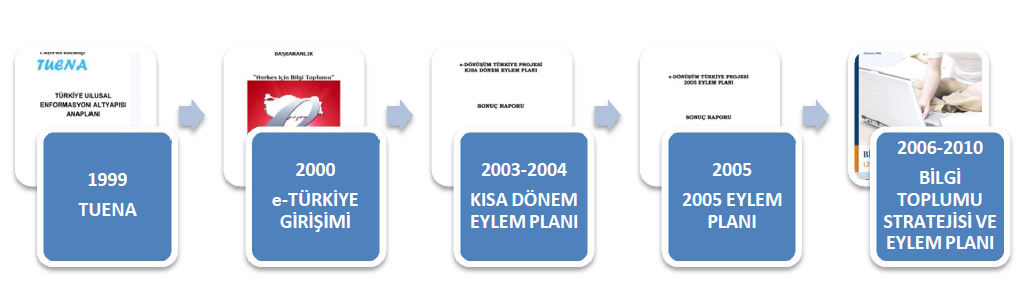 TUENA
TÜRKİYE ULUSAL
ENFORMASYON ALTYAPISI
ANAPLANI
1999
TUENA
BAŞBAKANLIK
"Herkes için Bilgi Toplumu"
2000
e-TÜRKİYE
GİRİŞİMİ
e-DÖNÜŞÜM TÜRKİYE PROJESİ
KISA DÖNEM EYLEM PLANI
SONUÇ RAPORU
2003-2004
KISA DÖNEM
EYLEM PLANI
e-DÖNÜŞÜM TÜRKİYE PROJESİ
2005 EYLEM PLANI
SONUÇ RAPORU
2005
2005 EYLEM
PLANI
2006-2010
BİLGİ
TOPLUMU
STRATEJİSİ VE
EYLEM PLANI